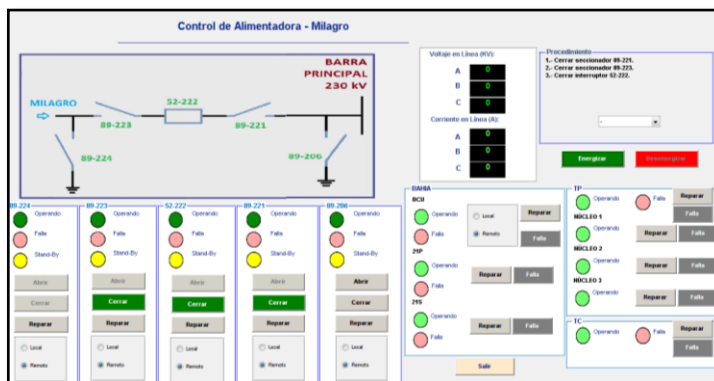 Control de Alimentadora - Milagro
BARRA
PRINCIPAL
230 kV
MILAGRO
52-222
89-223
89-221
89-224
89-206
Voltaje en Línea (KV):
A 0
B 0
C 0
Corriente en Línea (A):
A 0
B 0
C 0
Procedimiento
1.- Cerrar seccionador 89-221.
2.- Cerrar seccionador 89-223.
3.- Cerrar interruptor 52-222.
-
Energizar
Desenergizar
89-224
Operando
Falla
Stand-By
Abrir
Cerrar
Reparar
Local
Remoto
89-223
Operando
Falla
Stand-By
Abrir
Cerrar
Reparar
Local
Remoto
52-222
Operando
Falla
Stand-By
Abrir
Cerrar
Reparar
Local
Remoto
89-221
Operando
Falla
Stand-By
Abrir
Cerrar
Reparar
Local
Remoto
89-206
Operando
Falla
Stand-By
Abrir
Cerrar
Reparar
Local
Remoto
BAHIA
BCU
Operando
Falla
Local
Remoto
Reparar
Falla
21P
Operando
Falla
Reparar
Falla
21S
Operando
Falla
Reparar
Falla
Salir
TP
Operando
Falla
Reparar
Falla
NÚCLEO 1
Operando
Reparar
Falla
NÚCLEO 2
Operando
Reparar
Falla
NÚCLEO 3
Operando
Reparar
Falla
TC
Operando
Falla
Reparar
Falla